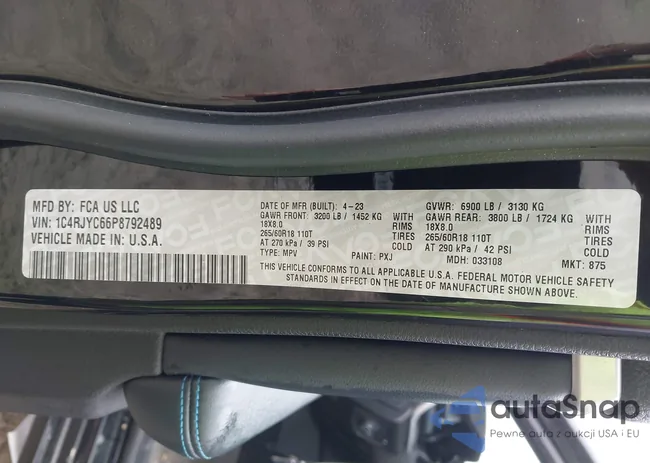 MFD BY: FCA US LLC
VIN: 1C4RJYC66P8792489
VEHICLE MADE IN: U.S.A.
DATE OF MFR (BUILT): 4-23 GVWR: 6900 LB / 3130 KG
GAWR FRONT: 3200 LB / 1452 KG WITH GAWR REAR: 3800 LB / 1724 KG WITH
18X8.0 RIMS 18X8.0 RIMS
265/60R18 110T TIRES 265/60R18 110T TIRES
AT 270 kPa / 39 PSI COLD AT 290 kPa / 42 PSI COLD
TYPE: MPV PAINT: PXJ MDH: 033108 MKT: 875
THIS VEHICLE CONFORMS TO ALL APPLICABLE U.S.A. FEDERAL MOTOR VEHICLE SAFETY
STANDARDS IN EFFECT ON THE DATE OF MANUFACTURE SHOWN ABOVE.
autoSnap
Pewne auto z aukcji USA i EU